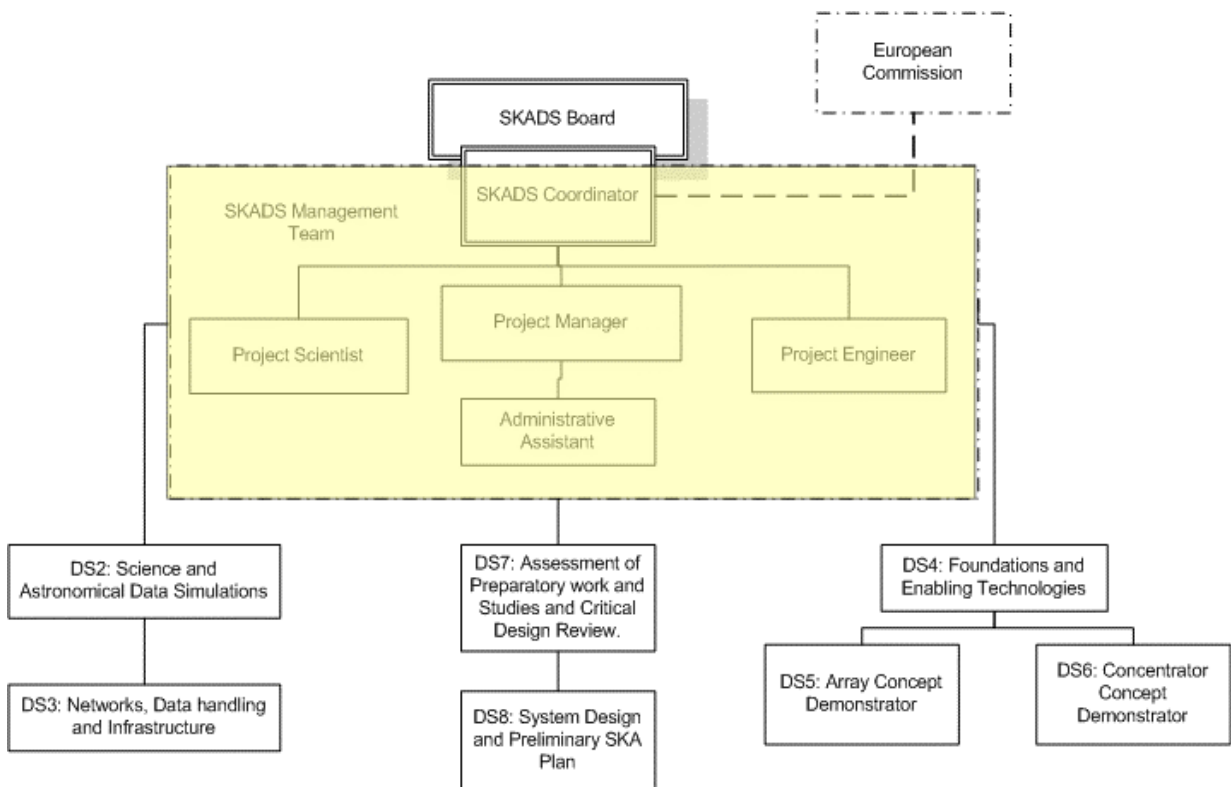 European
Commission
SKADS Board
SKADS Coordinator
SKADS Management
Team
Project Manager
Project Scientist
Project Engineer
Administrative
Assistant
DS2: Science and
Astronomical Data Simulations
DS7: Assessment of
Preparatory work and
Studies and Critical
Design Review.
DS4: Foundations and
Enabling Technologies
DS3: Networks, Data handling
and Infrastructure
DS8: System Design
and Preliminary SKA
Plan
DS5: Array Concept
Demonstrator
DS6: Concentrator
Concept
Demonstrator